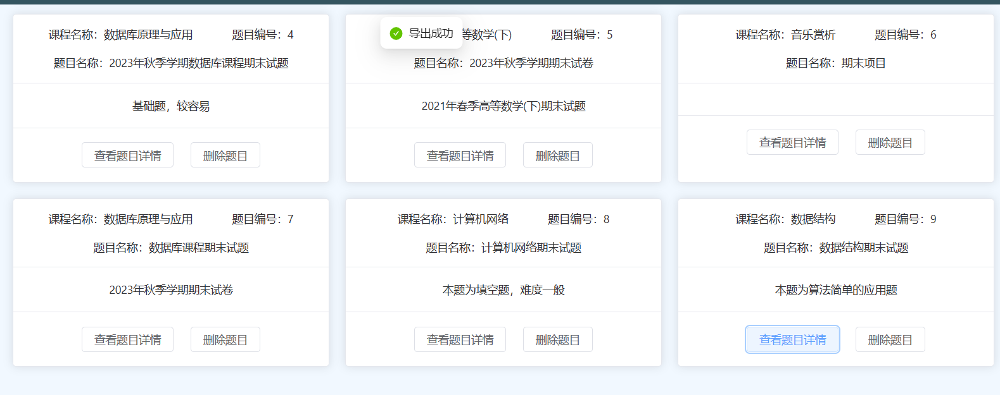 课程名称：数据库原理与应用 题目编号：4
题目名称：2023年秋季学期数据库课程期末试题
基础题，较容易
查看题目详情 删除题目
导出成功
等数学(下) 题目编号：5
题目名称：2023年秋季学期期末试卷
2021年春季高等数学(下)期末试题
查看题目详情 删除题目
课程名称：音乐赏析 题目编号：6
题目名称：期末项目
查看题目详情 删除题目
课程名称：数据库原理与应用 题目编号：7
题目名称：数据库课程期末试题
2023年秋季学期期末试卷
查看题目详情 删除题目
课程名称：计算机网络 题目编号：8
题目名称：计算机网络期末试题
本题为填空题，难度一般
查看题目详情 删除题目
课程名称：数据结构 题目编号：9
题目名称：数据结构期末试题
本题为算法简单的应用题
查看题目详情 删除题目